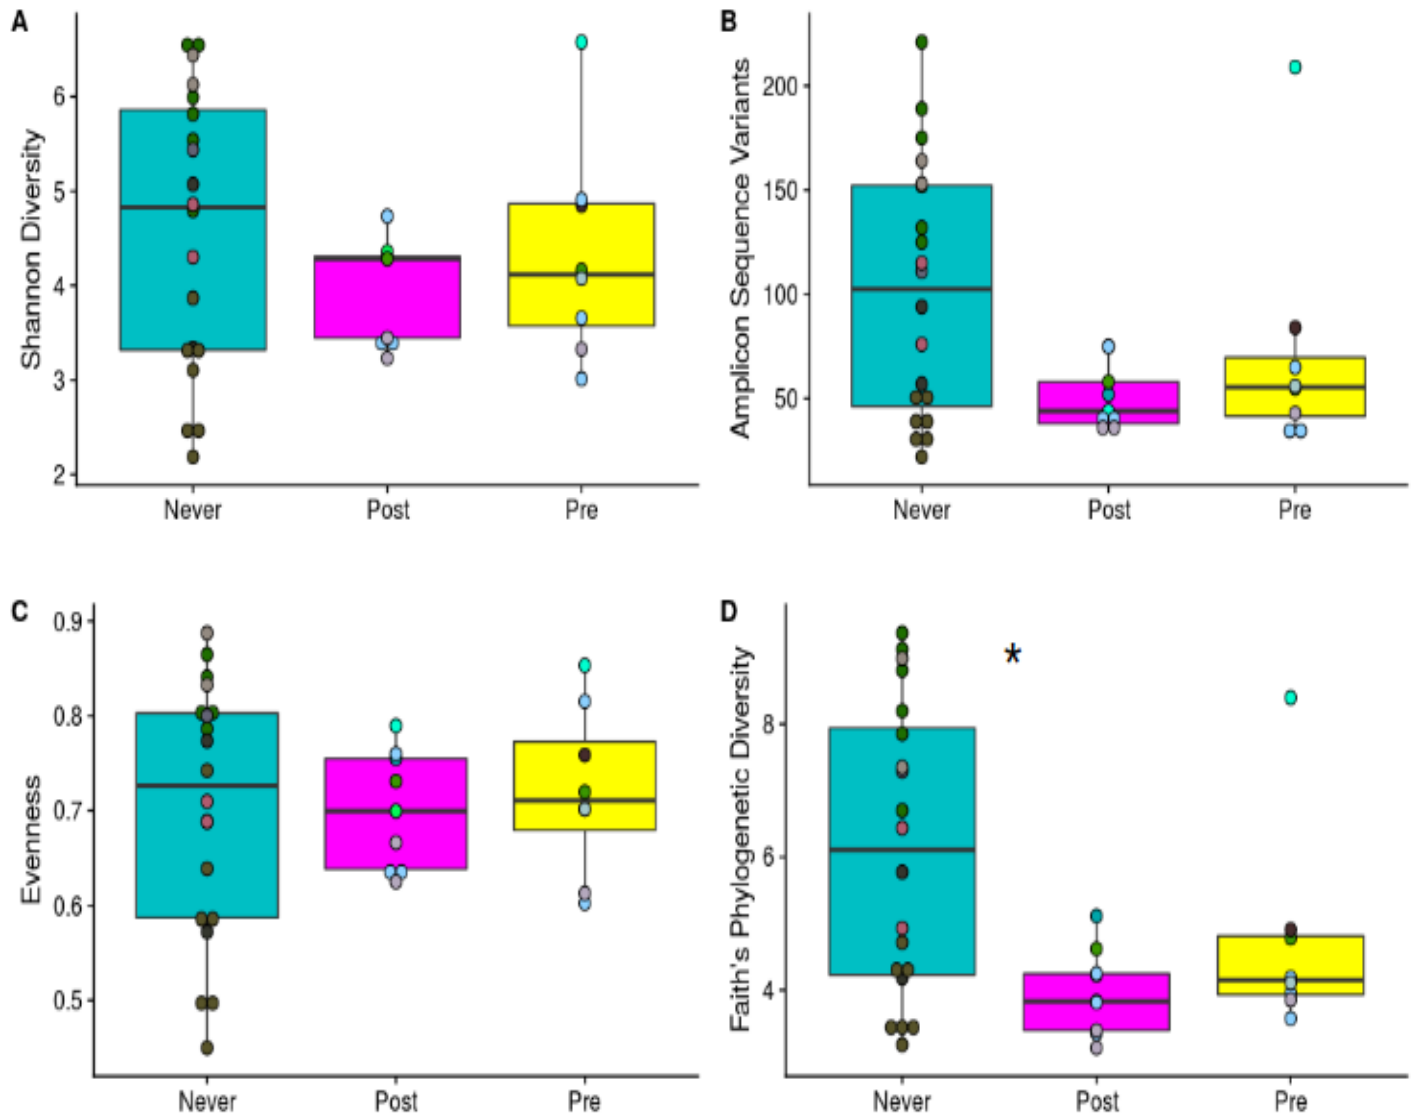 A
Shannon Diversity
6
5
4
3
2
Never Post Pre
B
Amplicon Sequence Variants
200
150
100
50
Never Post Pre
C
Evenness
0.9
0.8
0.7
0.6
0.5
Never Post Pre
D
Faith's Phylogenetic Diversity
*
8
6
4
Never Post Pre